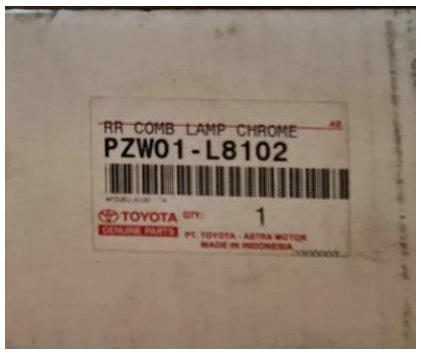 RR COMB LAMP CHROME
PZW01-L8102
TOYOTA QTY: 1
GENUINE PARTS
PT. TOYOTA - ASTRA MOTOR
MADE IN INDONESIA